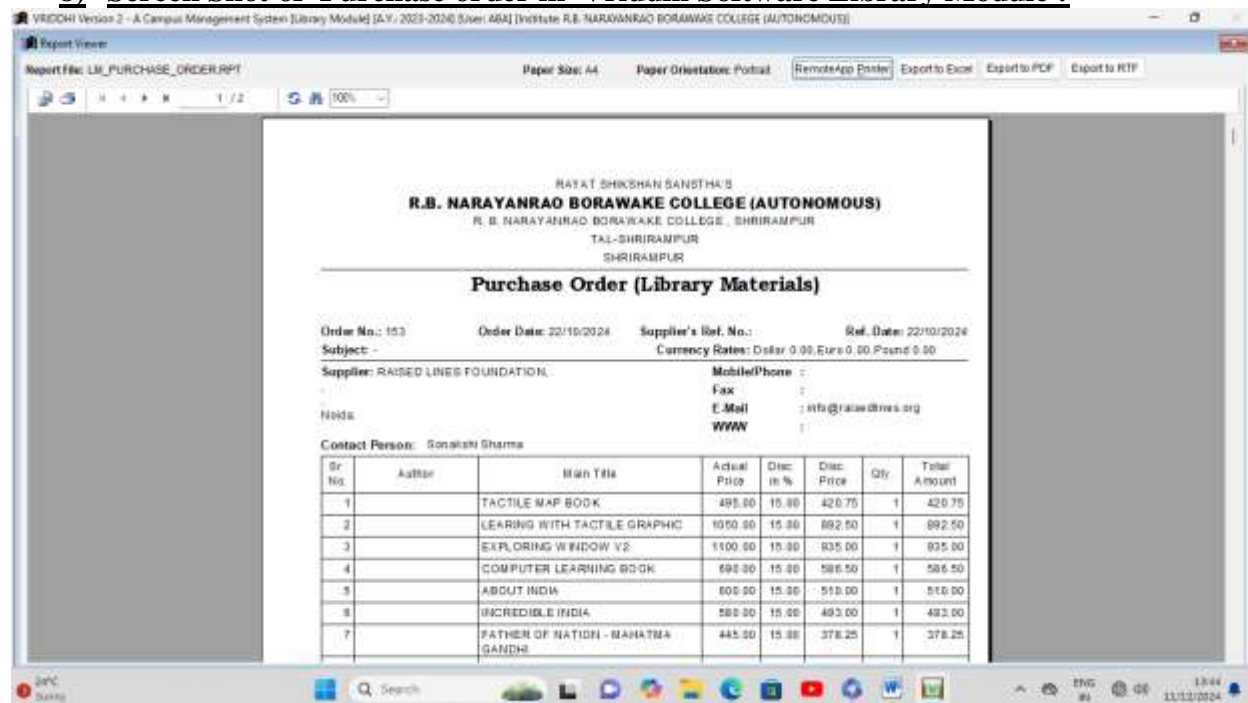 5) Screen Shot of Purchase order in Vriddhi Software Library Module :
VRIDDHI Version 2 - A Campus Management System [Library Module] [A.Y.: 2023-2024] [User: ABA] [Institute: R.B. NARAYANRAO BORAWAKE COLLEGE (AUTONOMOUS)]
Report Viewer
Report File: LM_PURCHASE_ORDER.RPT Paper Size: A4 Paper Orientation: Portrait RemoteApp Printer Export to Excel Export to PDF Export to RTF
1 / 2 100%
RAYAT SHIKSHAN SANSTHA'S
R.B. NARAYANRAO BORAWAKE COLLEGE (AUTONOMOUS)
R. B. NARAYANRAO BORAWAKE COLLEGE , SHRIRAMPUR
TAL-SHRIRAMPUR
SHRIRAMPUR
Purchase Order (Library Materials)
Order No.: 153 Order Date: 22/10/2024 Supplier's Ref. No.: Ref. Date: 22/10/2024
Subject: - Currency Rates: Dollar 0.00,Euro 0.00,Pound 0.00
Supplier: RAISED LINES FOUNDATION, Mobile/Phone :
Fax :
Noida. E-Mail : info@raisedlines.org
WWW :
Contact Person: Sonakshi Sharma
Sr No. Author Main Title Actual Price Disc in % Disc. Price Qty. Total Amount
1 TACTILE MAP BOOK 495.00 15.00 420.75 1 420.75
2 LEARING WITH TACTILE GRAPHIC 1050.00 15.00 892.50 1 892.50
3 EXPLORING WINDOW V2 1100.00 15.00 935.00 1 935.00
4 COMPUTER LEARNING BOOK 690.00 15.00 586.50 1 586.50
5 ABOUT INDIA 600.00 15.00 510.00 1 510.00
6 INCREDIBLE INDIA 580.00 15.00 493.00 1 493.00
7 FATHER OF NATION - MAHATMA GANDHI 445.00 15.00 378.25 1 378.25
24°C
Sunny
Search
ENG
IN
13:44
11/12/2024